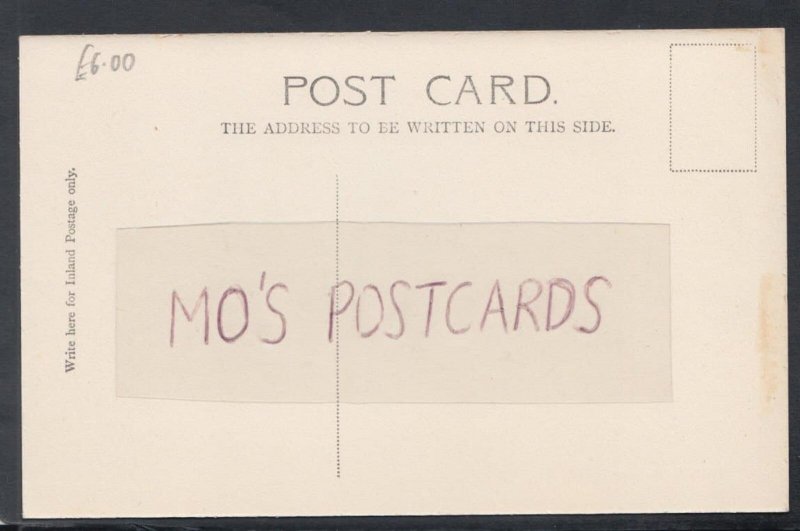 £6.00
POST CARD.
THE ADDRESS TO BE WRITTEN ON THIS SIDE.
Write here for Inland Postage only.
MO'S POSTCARDS